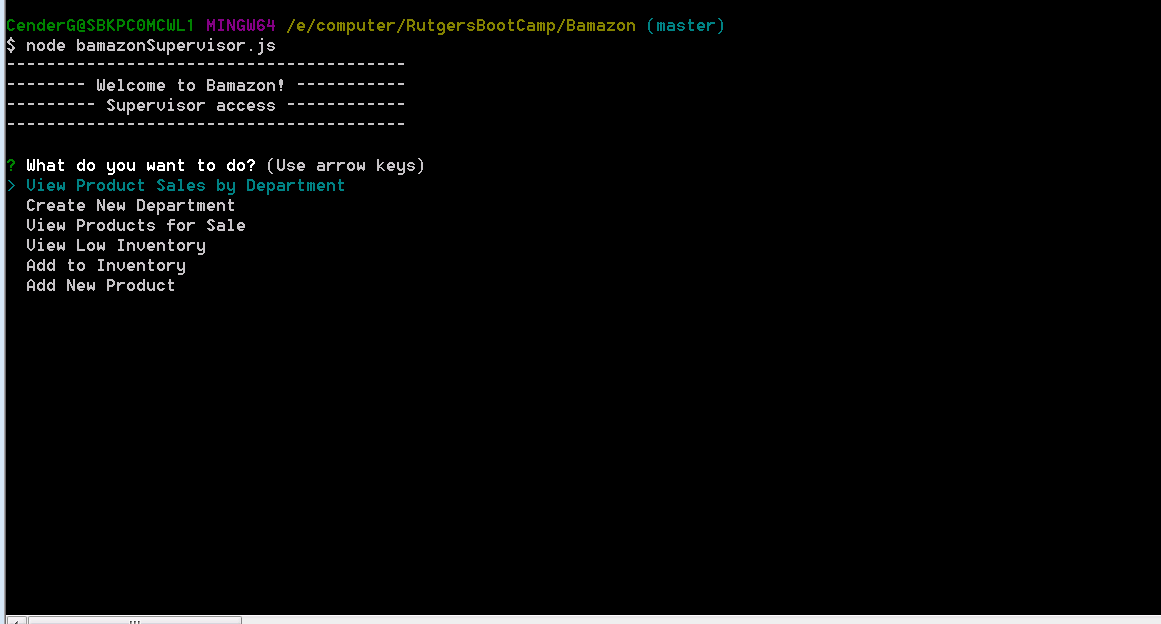 CenderG@SBKPC0MCWL1 MINGW64 /e/computer/RutgersBootCamp/Bamazon (master)
$ node bamazonSupervisor.js
----------------------------------------
-------- Welcome to Bamazon! -----------
--------- Supervisor access ------------
----------------------------------------
? What do you want to do? (Use arrow keys)
> View Product Sales by Department
Create New Department
View Products for Sale
View Low Inventory
Add to Inventory
Add New Product